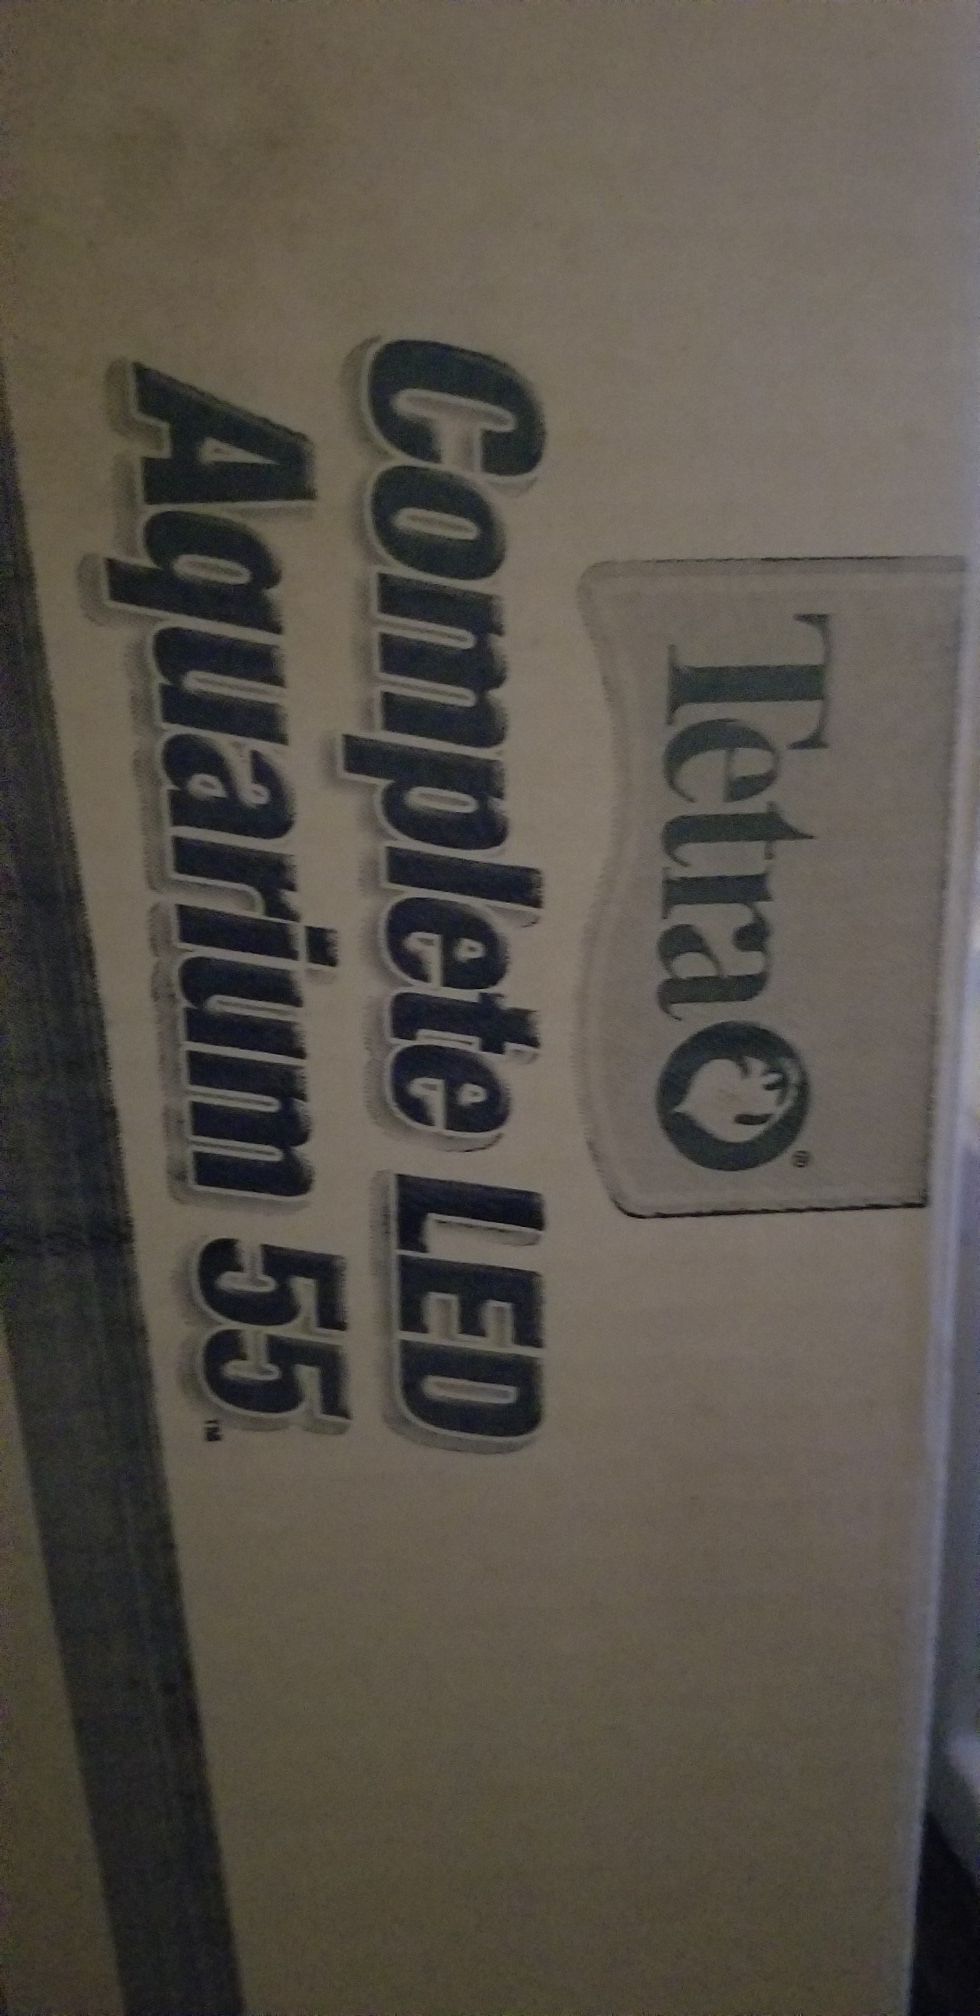 Tetra®
Complete LED
Aquarium 55™